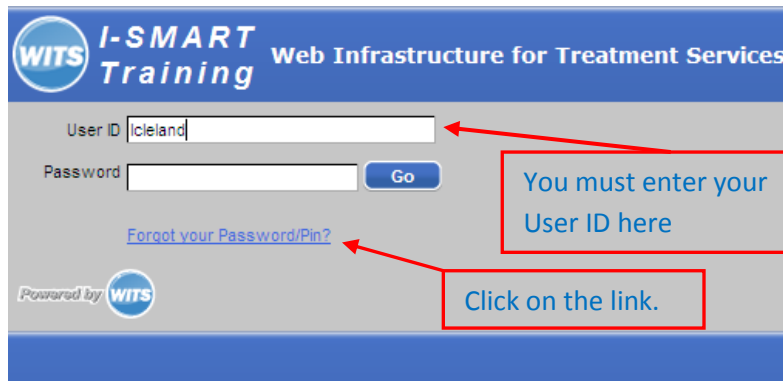 WITS
I-SMART
Training
Web Infrastructure for Treatment Services
User ID
lcleland
Password
Go
You must enter your
User ID here
Forgot your Password/Pin?
Click on the link.
Powered by WITS